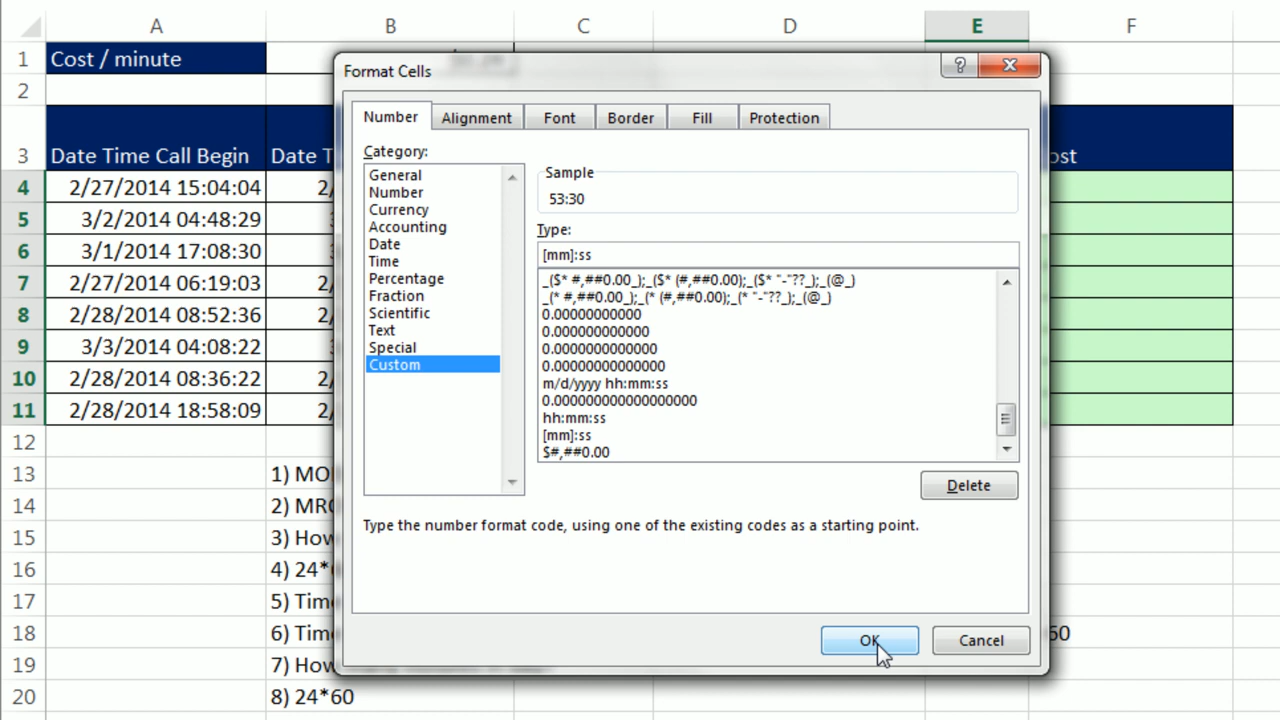 A B C D E F
1 Cost / minute
2
3 Date Time Call Begin Date T ost
4 2/27/2014 15:04:04 2/
5 3/2/2014 04:48:29
6 3/1/2014 17:08:30
7 2/27/2014 06:19:03 2/
8 2/28/2014 08:52:36 2/
9 3/3/2014 04:08:22
10 2/28/2014 08:36:22 2/
11 2/28/2014 18:58:09 2/
12
13 1) MO
14 2) MRO
15 3) How
16 4) 24*
17 5) Time
18 6) Time 60
19 7) How
20 8) 24*60
Format Cells
?
Number Alignment Font Border Fill Protection
Category:
General
Number
Currency
Accounting
Date
Time
Percentage
Fraction
Scientific
Text
Special
Custom
Sample
53:30
Type:
[mm]:ss
_($* #,##0.00_);_($* (#,##0.00);_($* "-"??_);_(@_)
_(* #,##0.00_);_(* (#,##0.00);_(* "-"??_);_(@_)
0.00000000000
0.000000000000
0.0000000000000
0.00000000000000
m/d/yyyy hh:mm:ss
0.000000000000000000
hh:mm:ss
[mm]:ss
$#,##0.00
Delete
Type the number format code, using one of the existing codes as a starting point.
OK Cancel